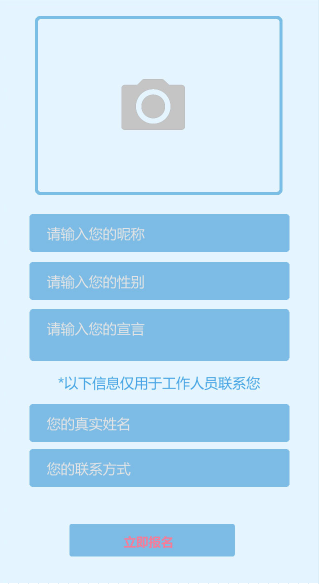 请输入您的昵称
请输入您的性别
请输入您的宣言
*以下信息仅用于工作人员联系您
您的真实姓名
您的联系方式
立即报名